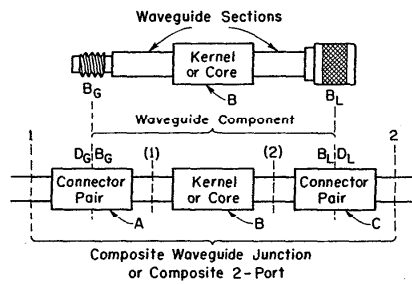 Waveguide Sections
Kernel
or Core
B_G
B
B_L
Waveguide Component
1
D_G B_G
(1)
(2)
B_L D_L
2
Connector
Pair
Kernel
or Core
Connector
Pair
A
B
C
Composite Waveguide Junction
or Composite 2-Port